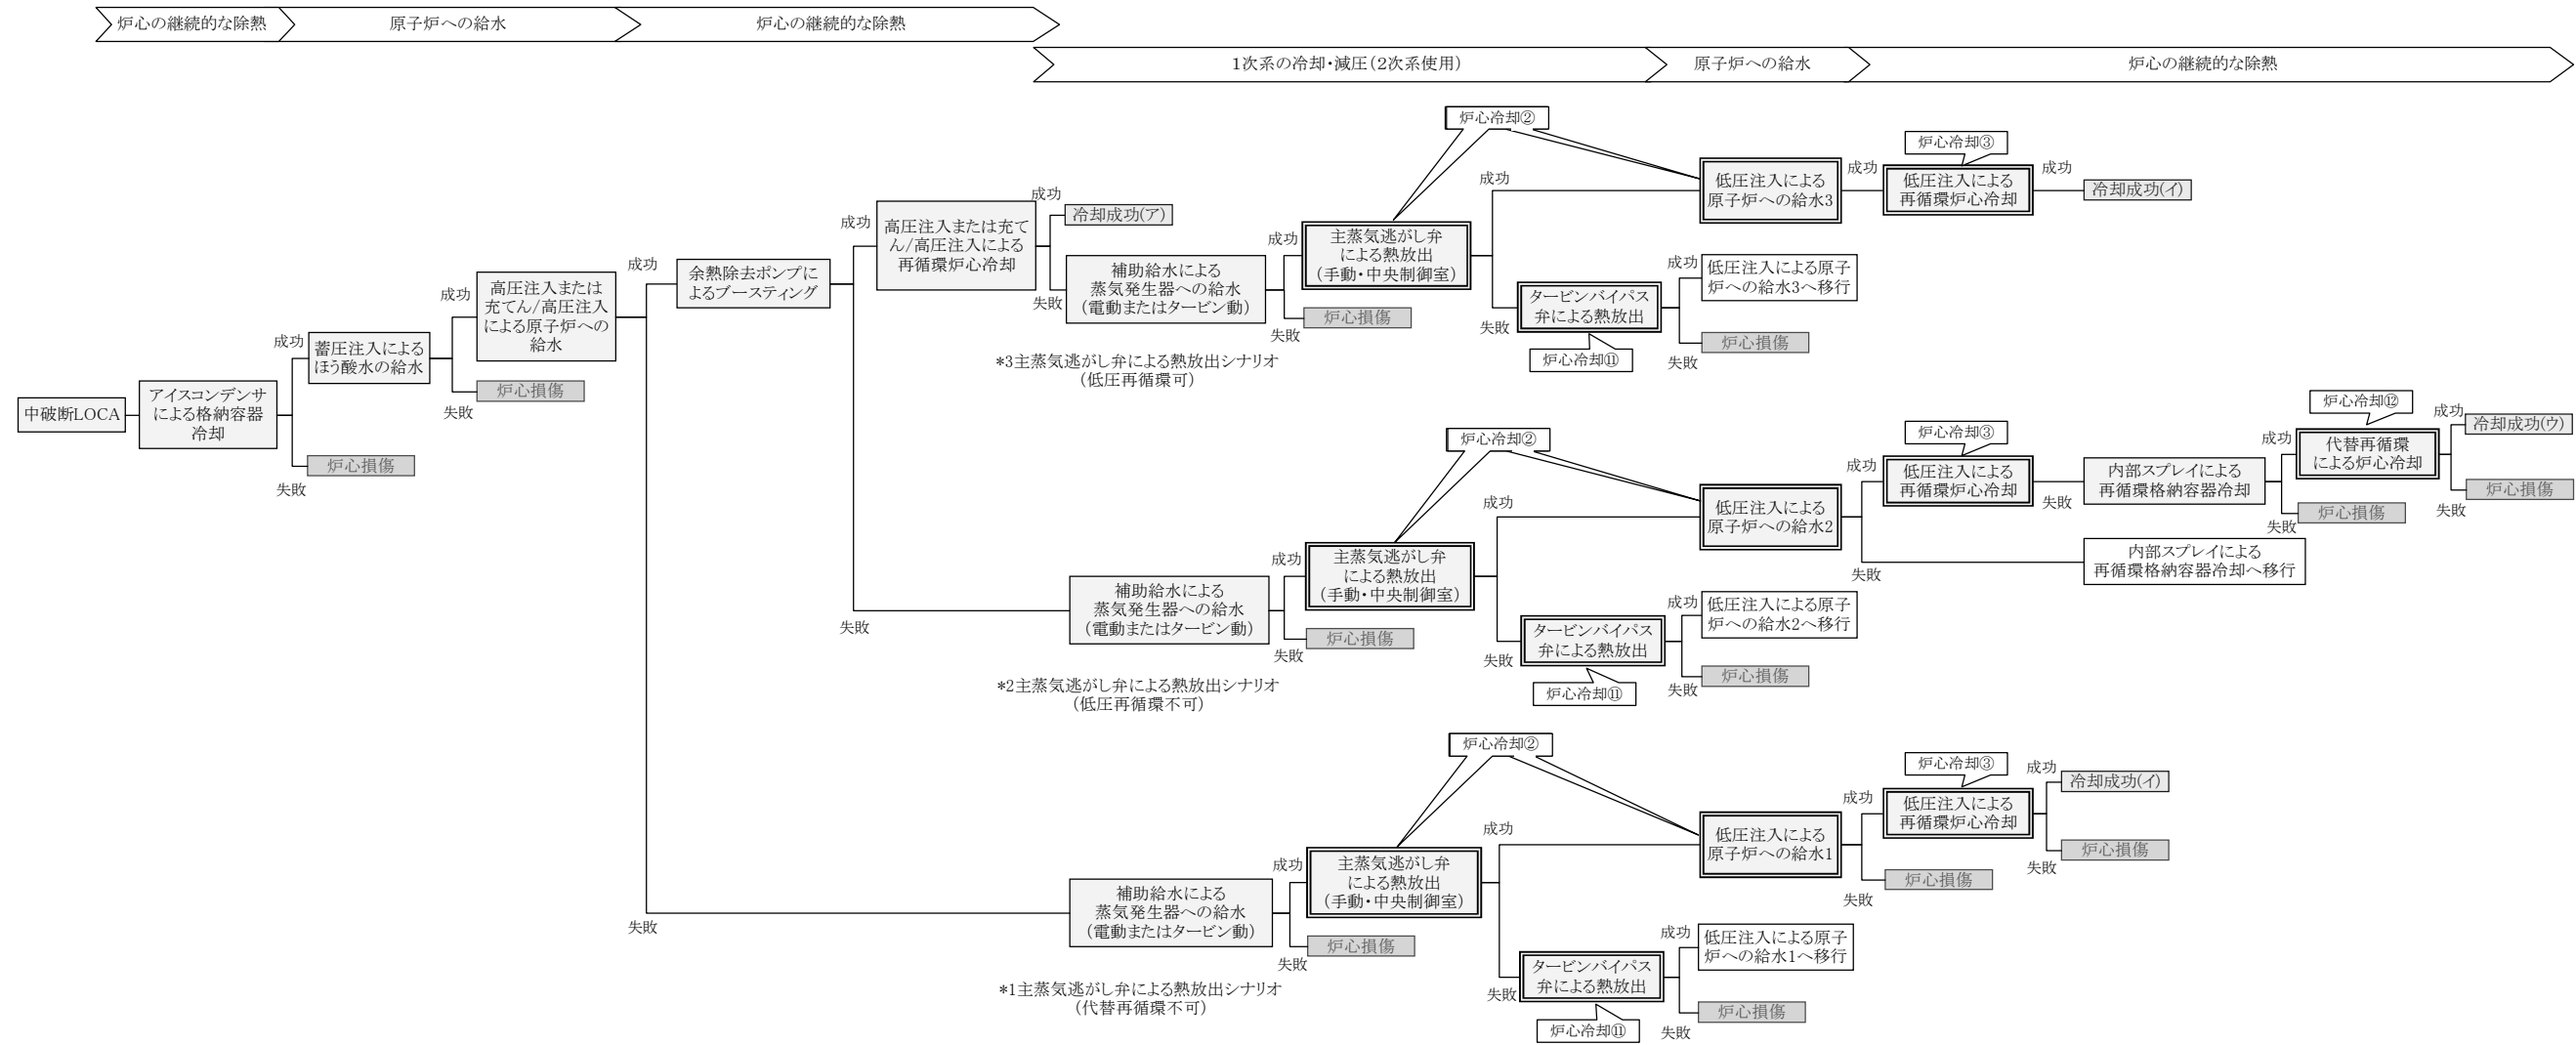 炉心の継続的な除熱
原子炉への給水
炉心の継続的な除熱
1次系の冷却・減圧(2次系使用)
原子炉への給水
炉心の継続的な除熱
中破断LOCA
アイスコンデンサ
による格納容器
冷却
成功
失敗
炉心損傷
蓄圧注入による
ほう酸水の給水
成功
失敗
炉心損傷
高圧注入または
充てん/高圧注入
による原子炉への
給水
成功
失敗
余熱除去ポンプに
よるブースティング
成功
失敗
高圧注入または充て
ん/高圧注入による
再循環炉心冷却
成功
冷却成功(ア)
失敗
補助給水による
蒸気発生器への給水
(電動またはタービン動)
成功
失敗
炉心損傷
*3主蒸気逃がし弁による熱放出シナリオ
(低圧再循環可)
炉心冷却②
主蒸気逃がし弁
による熱放出
(手動・中央制御室)
成功
失敗
タービンバイパス
弁による熱放出
炉心冷却⑪
成功
低圧注入による原子
炉への給水3へ移行
失敗
炉心損傷
低圧注入による
原子炉への給水3
成功
炉心冷却③
低圧注入による
再循環炉心冷却
成功
冷却成功(イ)
補助給水による
蒸気発生器への給水
(電動またはタービン動)
成功
失敗
炉心損傷
*2主蒸気逃がし弁による熱放出シナリオ
(低圧再循環不可)
炉心冷却②
主蒸気逃がし弁
による熱放出
(手動・中央制御室)
成功
失敗
タービンバイパス
弁による熱放出
炉心冷却⑪
成功
低圧注入による原子
炉への給水2へ移行
失敗
炉心損傷
低圧注入による
原子炉への給水2
成功
失敗
炉心冷却③
低圧注入による
再循環炉心冷却
失敗
内部スプレイによる
再循環格納容器冷却
内部スプレイによる
再循環格納容器冷却へ移行
成功
失敗
炉心損傷
炉心冷却⑫
代替再循環
による炉心冷却
成功
冷却成功(ウ)
失敗
炉心損傷
補助給水による
蒸気発生器への給水
(電動またはタービン動)
成功
失敗
炉心損傷
*1主蒸気逃がし弁による熱放出シナリオ
(代替再循環不可)
炉心冷却②
主蒸気逃がし弁
による熱放出
(手動・中央制御室)
成功
失敗
タービンバイパス
弁による熱放出
炉心冷却⑪
成功
低圧注入による原子
炉への給水1へ移行
失敗
炉心損傷
低圧注入による
原子炉への給水1
成功
失敗
炉心損傷
炉心冷却③
低圧注入による
再循環炉心冷却
成功
冷却成功(イ)
失敗
炉心損傷